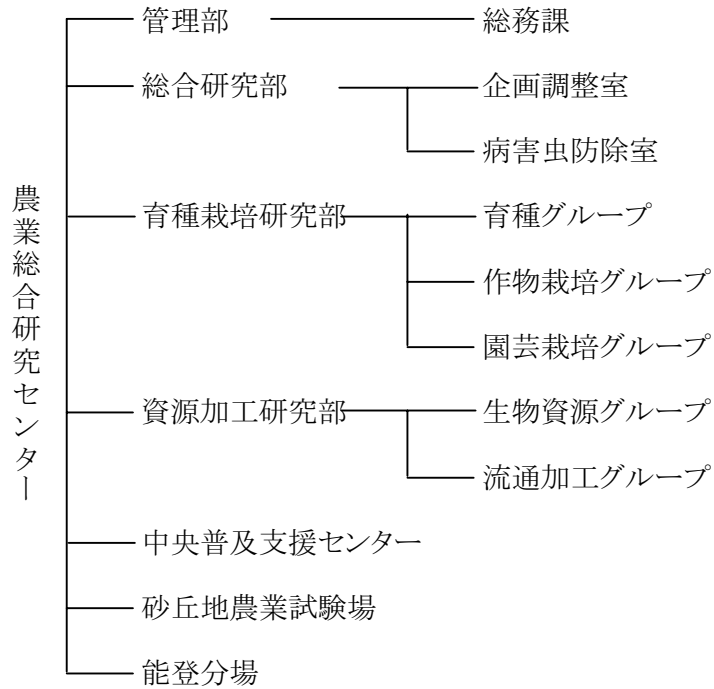 農業総合研究センター
管理部 総務課
総合研究部 企画調整室
病害虫防除室
育種栽培研究部 育種グループ
作物栽培グループ
園芸栽培グループ
資源加工研究部 生物資源グループ
流通加工グループ
中央普及支援センター
砂丘地農業試験場
能登分場